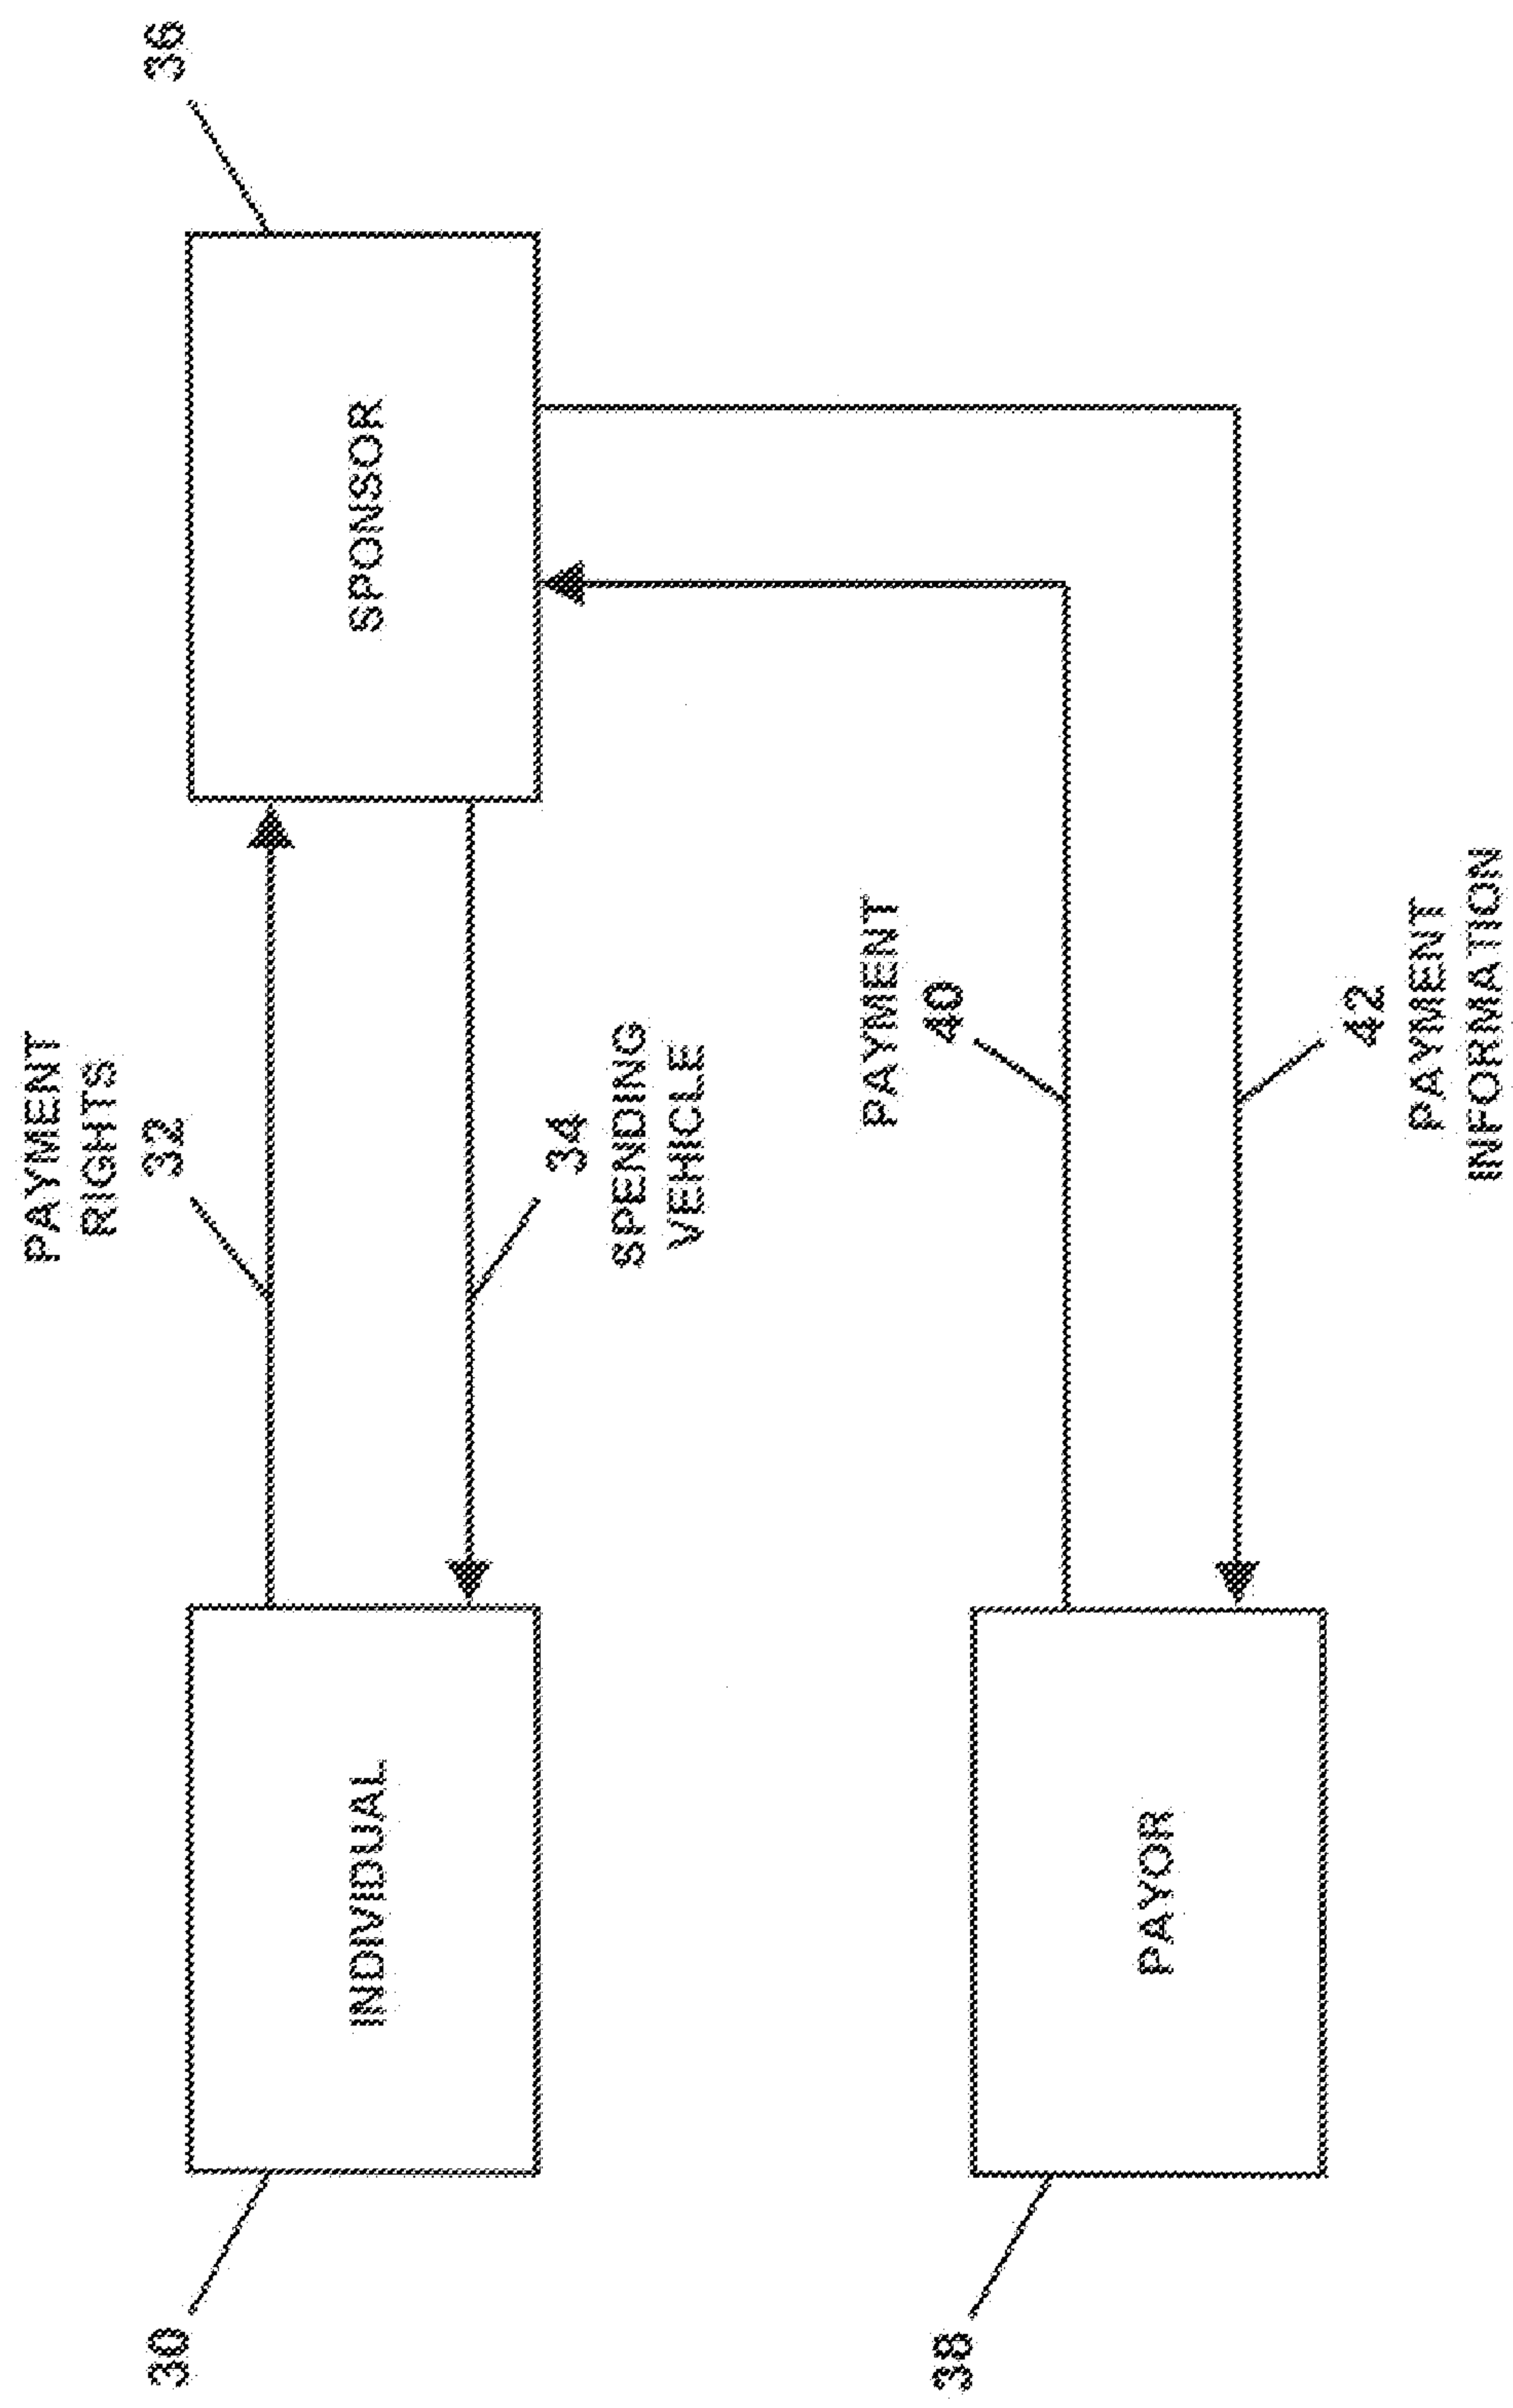 PAYMENT
RIGHTS
32
36
INDIVIDUAL
SPONSOR
30
34
SPENDING
VEHICLE
PAYMENT
40
PAYOR
38
42
PAYMENT
INFORMATION